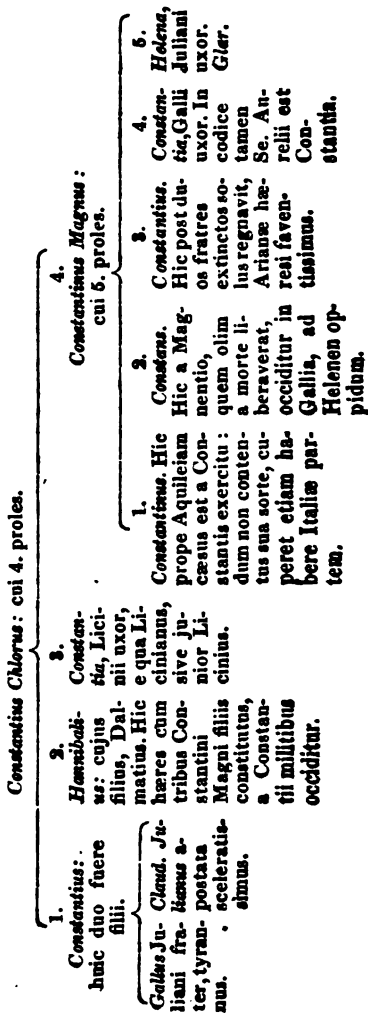 Constantius Chlorus: cui 4. proles.
1.
Constantius:
huic duo fuere
filii.
Gallus Ju-
liani fra-
ter, tyran-
nus.
Claud. Ju-
lianus a-
postata
sceleratis-
simus.
2.
Hannibali-
us: cujus
filius, Dal-
matius. Hic
hæres cum
tribus Con-
stantini
Magni filiis
constitutus,
a Constan-
tii militibus
occiditur.
3.
Constan-
tia, Lici-
nii uxor,
e qua Li-
cinianus,
sive ju-
nior Li-
cinius.
4.
Constantinus Magnus:
cui 5. proles.
1.
Constantinus. Hic
prope Aquileiam
cæsus est a Con-
stantis exercitu:
dum non conten-
tus sua sorte, cu-
peret etiam ha-
bere Italiæ par-
tem.
2.
Constans.
Hic a Mag-
nentio,
quem olim
a morte li-
beraverat,
occiditur in
Gallia, ad
Helenen op-
pidum.
3.
Constantius.
Hic post du-
os fratres
extinctos so-
lus regnavit,
Arianæ hæ-
resi faven-
tissimus.
4.
Constan-
tia, Galli
uxor. In
codice
tamen
Se. Au-
relii est
Con-
stantia.
5.
Helena,
Juliani
uxor.
Glar.